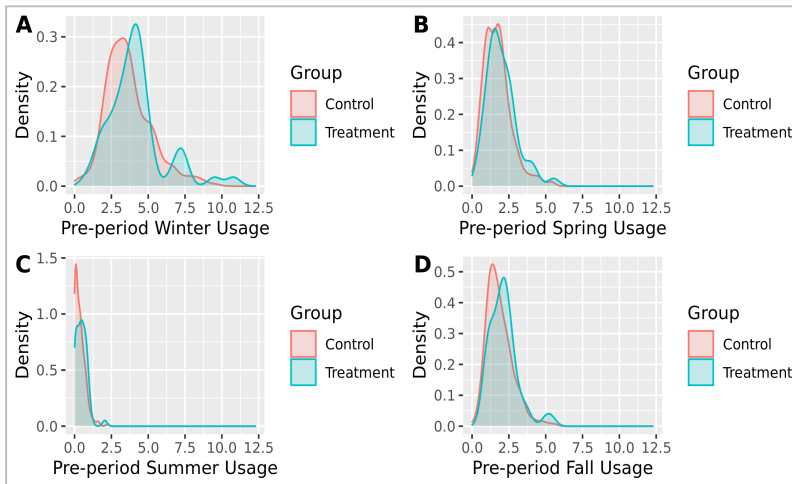 A
0.3
0.2
0.1
0.0
Density
0.0 2.5 5.0 7.5 10.0 12.5
Pre-period Winter Usage
Group
Control
Treatment
B
0.4
0.3
0.2
0.1
0.0
Density
0.0 2.5 5.0 7.5 10.0 12.5
Pre-period Spring Usage
Group
Control
Treatment
C
1.5
1.0
0.5
0.0
Density
0.0 2.5 5.0 7.5 10.0 12.5
Pre-period Summer Usage
Group
Control
Treatment
D
0.5
0.4
0.3
0.2
0.1
0.0
Density
0.0 2.5 5.0 7.5 10.0 12.5
Pre-period Fall Usage
Group
Control
Treatment